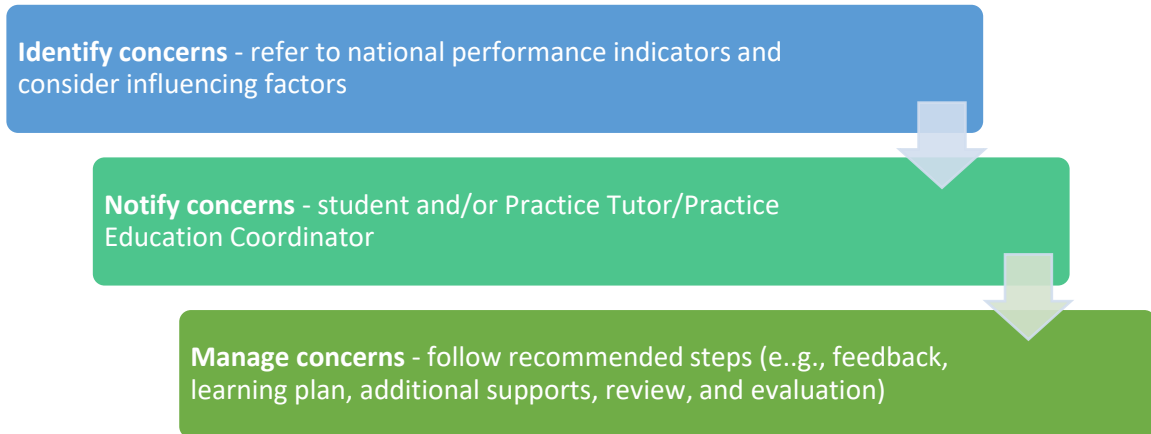 Identify concerns - refer to national performance indicators and
consider influencing factors
Notify concerns - student and/or Practice Tutor/Practice
Education Coordinator
Manage concerns - follow recommended steps (e..g., feedback,
learning plan, additional supports, review, and evaluation)